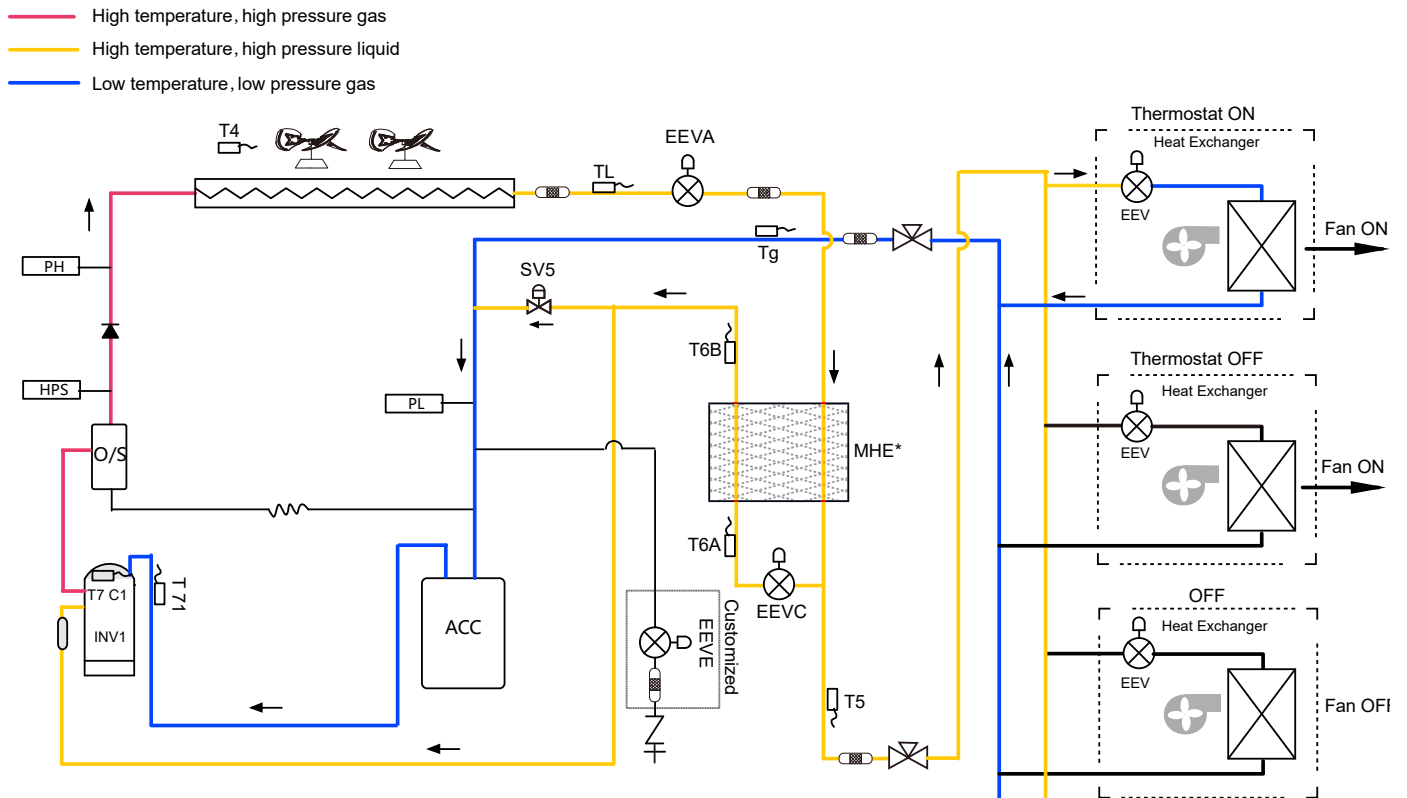 High temperature, high pressure gas
High temperature, high pressure liquid
Low temperature, low pressure gas
T4
TL
EEVA
Thermostat ON
Heat Exchanger
EEV
Fan ON
PH
Tg
SV5
T6B
HPS
PL
O/S
MHE*
Thermostat OFF
Heat Exchanger
EEV
Fan ON
T6A
EEVC
T7 C1
INV1
T71
ACC
Customized
EEVE
T5
OFF
Heat Exchanger
EEV
Fan OFF